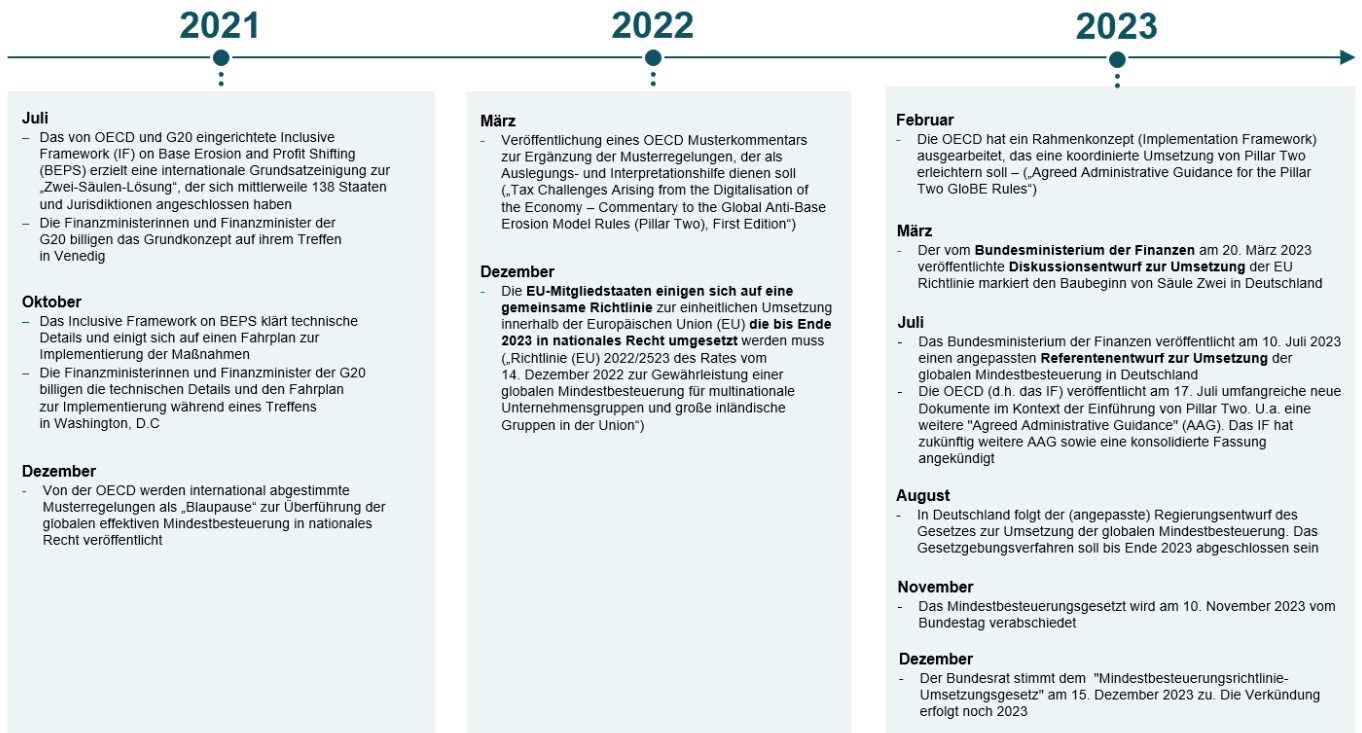 2021
2022
2023
Juli
– Das von OECD und G20 eingerichtete Inclusive
Framework (IF) on Base Erosion and Profit Shifting
(BEPS) erzielt eine internationale Grundsatzeinigung zur
„Zwei-Säulen-Lösung“, der sich mittlerweile 138 Staaten
und Jurisdiktionen angeschlossen haben
– Die Finanzministerinnen und Finanzminister der
G20 billigen das Grundkonzept auf ihrem Treffen
in Venedig
Oktober
– Das Inclusive Framework on BEPS klärt technische
Details und einigt sich auf einen Fahrplan zur
Implementierung der Maßnahmen
– Die Finanzministerinnen und Finanzminister der G20
billigen die technischen Details und den Fahrplan
zur Implementierung während eines Treffens
in Washington, D.C
Dezember
- Von der OECD werden international abgestimmte
Musterregelungen als „Blaupause“ zur Überführung der
globalen effektiven Mindestbesteuerung in nationales
Recht veröffentlicht
März
- Veröffentlichung eines OECD Musterkommentars
zur Ergänzung der Musterregelungen, der als
Auslegungs- und Interpretationshilfe dienen soll
(„Tax Challenges Arising from the Digitalisation of
the Economy – Commentary to the Global Anti-Base
Erosion Model Rules (Pillar Two), First Edition“)
Dezember
- Die EU-Mitgliedstaaten einigen sich auf eine
gemeinsame Richtlinie zur einheitlichen Umsetzung
innerhalb der Europäischen Union (EU) die bis Ende
2023 in nationales Recht umgesetzt werden muss
(„Richtlinie (EU) 2022/2523 des Rates vom
14. Dezember 2022 zur Gewährleistung einer
globalen Mindestbesteuerung für multinationale
Unternehmensgruppen und große inländische
Gruppen in der Union“)
Februar
- Die OECD hat ein Rahmenkonzept (Implementation Framework)
ausgearbeitet, das eine koordinierte Umsetzung von Pillar Two
erleichtern soll – („Agreed Administrative Guidance for the Pillar
Two GloBE Rules“)
März
- Der vom Bundesministerium der Finanzen am 20. März 2023
veröffentlichte Diskussionsentwurf zur Umsetzung der EU
Richtlinie markiert den Baubeginn von Säule Zwei in Deutschland
Juli
- Das Bundesministerium der Finanzen veröffentlicht am 10. Juli 2023
einen angepassten Referentenentwurf zur Umsetzung der
globalen Mindestbesteuerung in Deutschland
- Die OECD (d.h. das IF) veröffentlicht am 17. Juli umfangreiche neue
Dokumente im Kontext der Einführung von Pillar Two. U.a. eine
weitere "Agreed Administrative Guidance" (AAG). Das IF hat
zukünftig weitere AAG sowie eine konsolidierte Fassung
angekündigt
August
- In Deutschland folgt der (angepasste) Regierungsentwurf des
Gesetzes zur Umsetzung der globalen Mindestbesteuerung. Das
Gesetzgebungsverfahren soll bis Ende 2023 abgeschlossen sein
November
- Das Mindestbesteuerungsgesetzt wird am 10. November 2023 vom
Bundestag verabschiedet
Dezember
- Der Bundesrat stimmt dem "Mindestbesteuerungsrichtlinie-
Umsetzungsgesetz" am 15. Dezember 2023 zu. Die Verkündung
erfolgt noch 2023